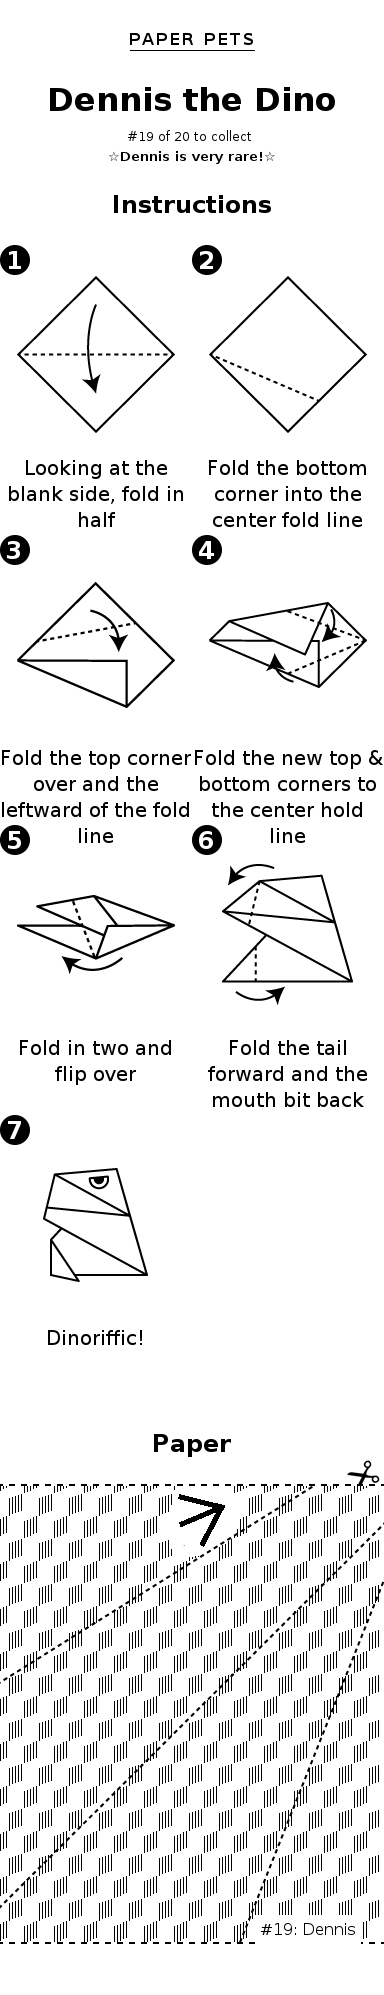 PAPER PETS
Dennis the Dino
#19 of 20 to collect
☆Dennis is very rare!☆
Instructions
1
Looking at the
blank side, fold in
half
2
Fold the bottom
corner into the
center fold line
3
Fold the top corner
over and the
leftward of the fold
line
4
Fold the new top &
bottom corners to
the center hold
line
5
Fold in two and
flip over
6
Fold the tail
forward and the
mouth bit back
7
Dinoriffic!
Paper
#19: Dennis